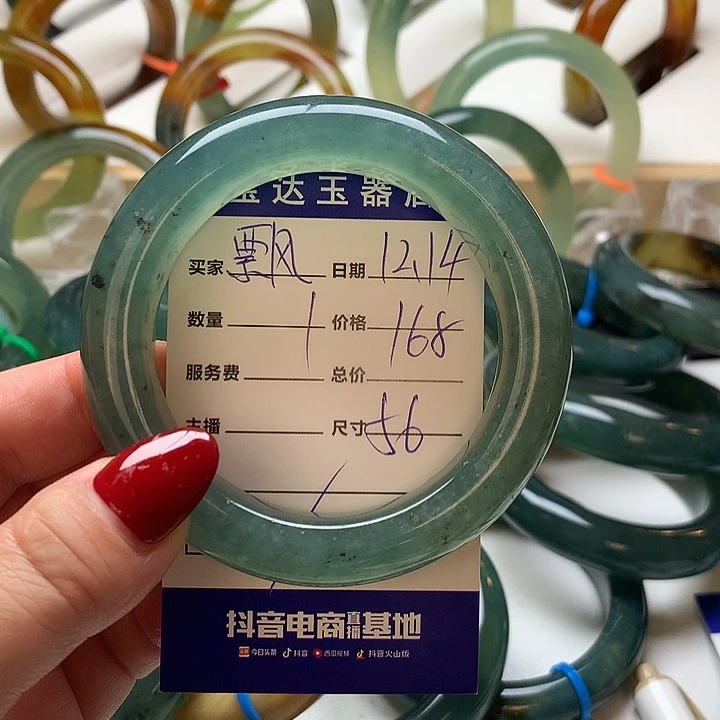 达玉器
买家 飘风 日期 12.14
数量 1 价格 168
服务费 总价
主播 尺寸 56
抖音电商直播基地
今日头条 抖音 西瓜视频 抖音火山版